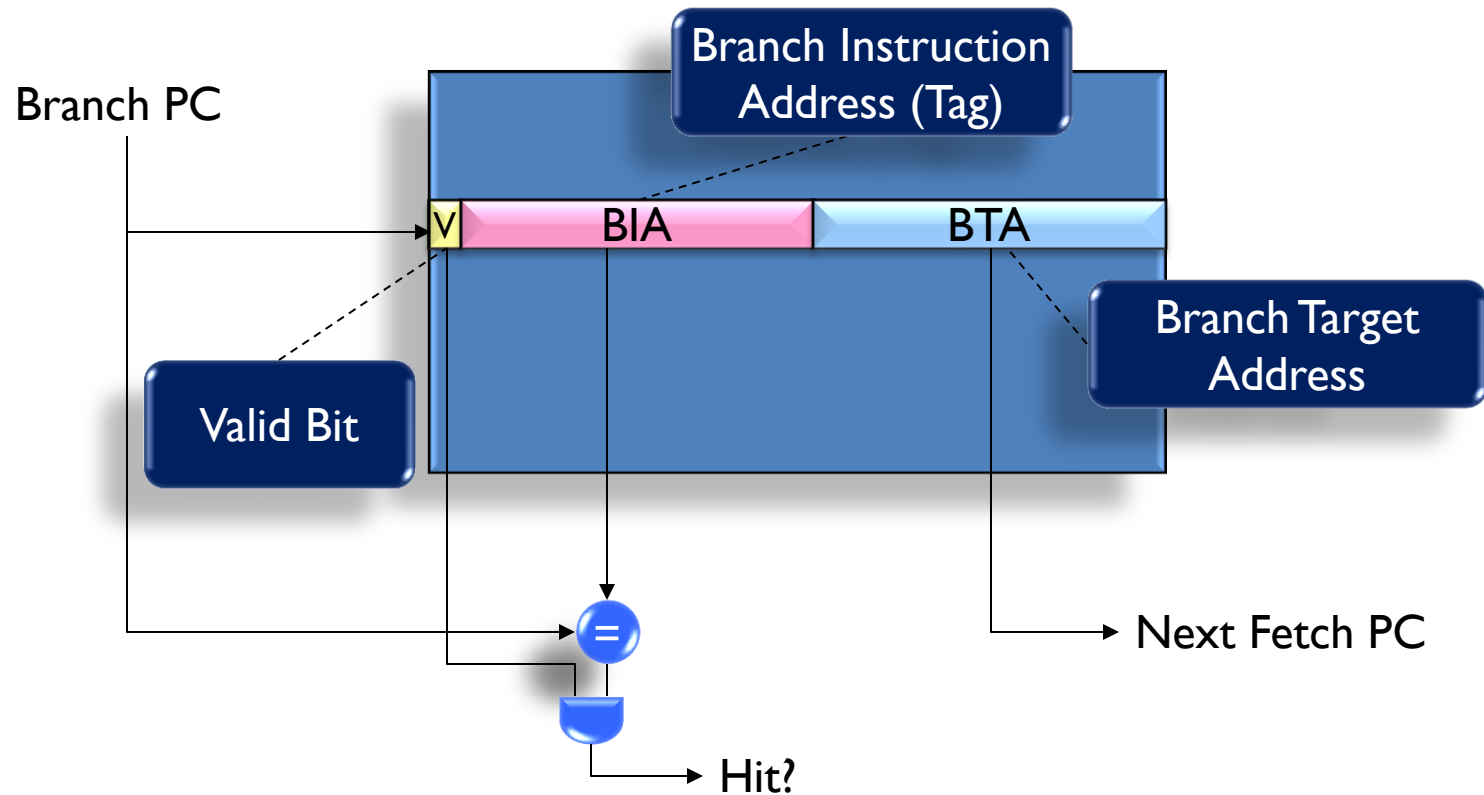 Branch Instruction
Address (Tag)
Branch PC
V
BIA
BTA
Branch Target
Address
Valid Bit
=
Next Fetch PC
Hit?